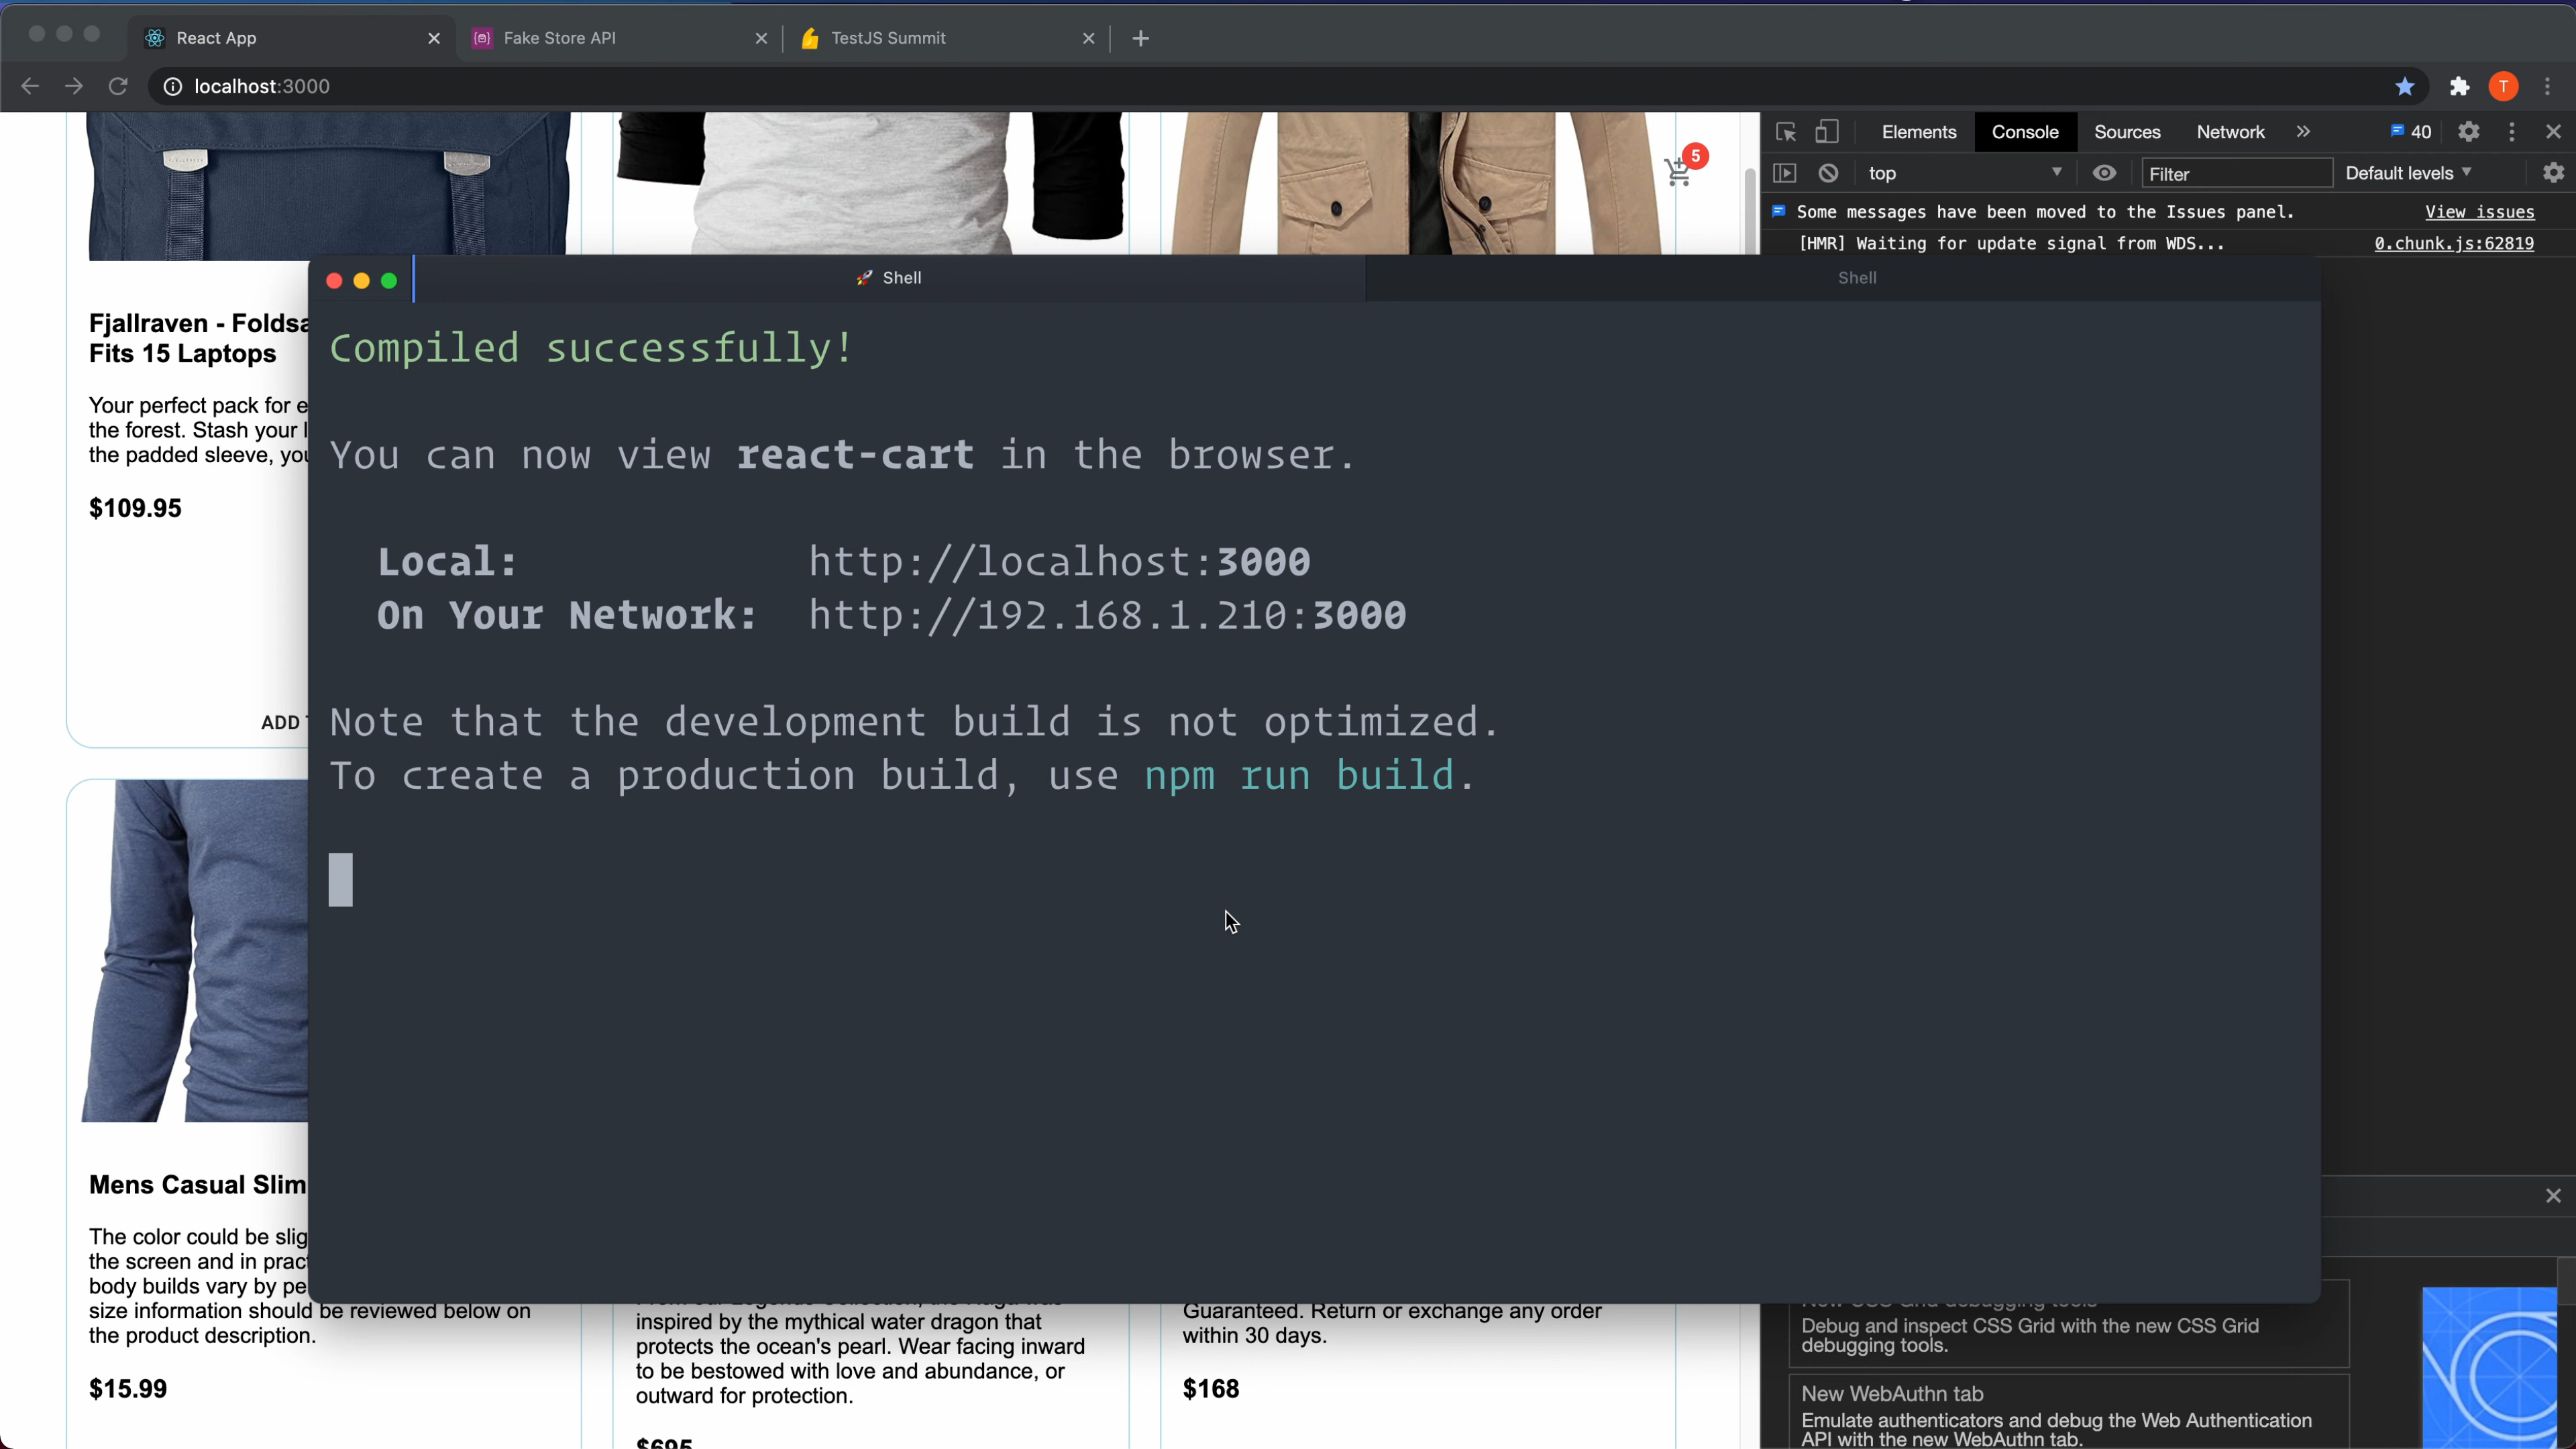 React App
Fake Store API
TestJS Summit
localhost:3000
T
5
Elements
Console
Sources
Network
40
top
Filter
Default levels
Some messages have been moved to the Issues panel.
View issues
[HMR] Waiting for update signal from WDS...
0.chunk.js:62819
Shell
Shell
Fjallraven - Foldsa
Fits 15 Laptops
Your perfect pack for e
the forest. Stash your l
the padded sleeve, you
$109.95
ADD
Compiled successfully!
You can now view react-cart in the browser.
Local: http://localhost:3000
On Your Network: http://192.168.1.210:3000
Note that the development build is not optimized.
To create a production build, use npm run build.
Mens Casual Slim
The color could be slig
the screen and in pract
body builds vary by pe
size information should be reviewed below on
the product description.
$15.99
inspired by the mythical water dragon that
protects the ocean's pearl. Wear facing inward
to be bestowed with love and abundance, or
outward for protection.
$695
Guaranteed. Return or exchange any order
within 30 days.
$168
New CSS Grid debugging tools
Debug and inspect CSS Grid with the new CSS Grid
debugging tools.
New WebAuthn tab
Emulate authenticators and debug the Web Authentication
API with the new WebAuthn tab.